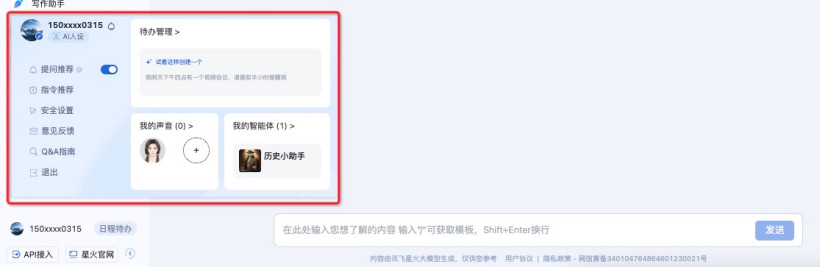 写作助手
150xxxx0315
AI人设
提问推荐
指令推荐
安全设置
意见反馈
Q&A指南
退出
待办管理 >
试着这样创建一个
我明天下午四点有一个视频会议，请提前半小时提醒我
我的声音 (0) >
+
我的智能体 (1) >
历史小助手
150xxxx0315
日程待办
API接入
星火官网
在此处输入您想了解的内容 输入"/"可获取模板，Shift+Enter换行
发送
内容由讯飞星火大模型生成，仅供您参考 用户协议 | 隐私政策 - 网信算备340104764864601230021号